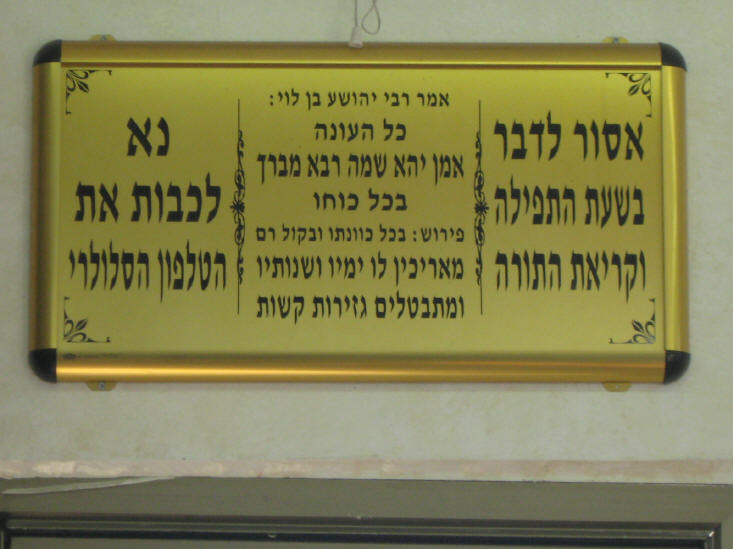 אסור לדבר
בשעת התפילה
וקריאת התורה
אמר רבי יהושע בן לוי:
כל העונה
אמן יהא שמה רבא מברך
בכל כוחו
פירוש: בכל כוונתו ובקול רם
מאריכין לו ימיו ושנותיו
ומתבטלים גזירות קשות
נא
לכבות את
הטלפון הסלולרי